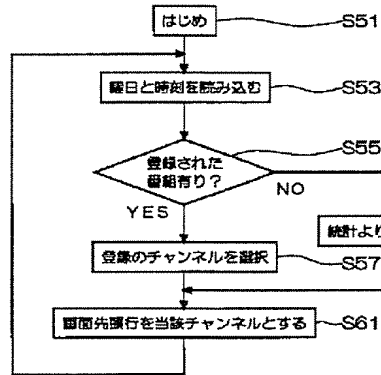 はじめ
S51
曜日と時刻を読み込む
S53
登録された
番組有り？
S55
NO
YES
統計より
登録のチャンネルを選択
S57
画面先頭行を当該チャンネルとする
S61